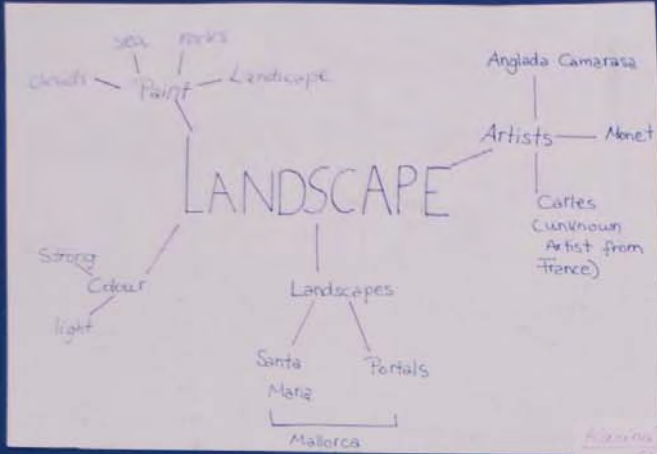 sea
rocks
clouds
Paint
Landscape
LANDSCAPE
Anglada Camarasa
Artists
Monet
Carles
(unknown
Artist from
France)
Strong
Colour
light
Landscapes
Santa
Maria
Portals
Mallorca